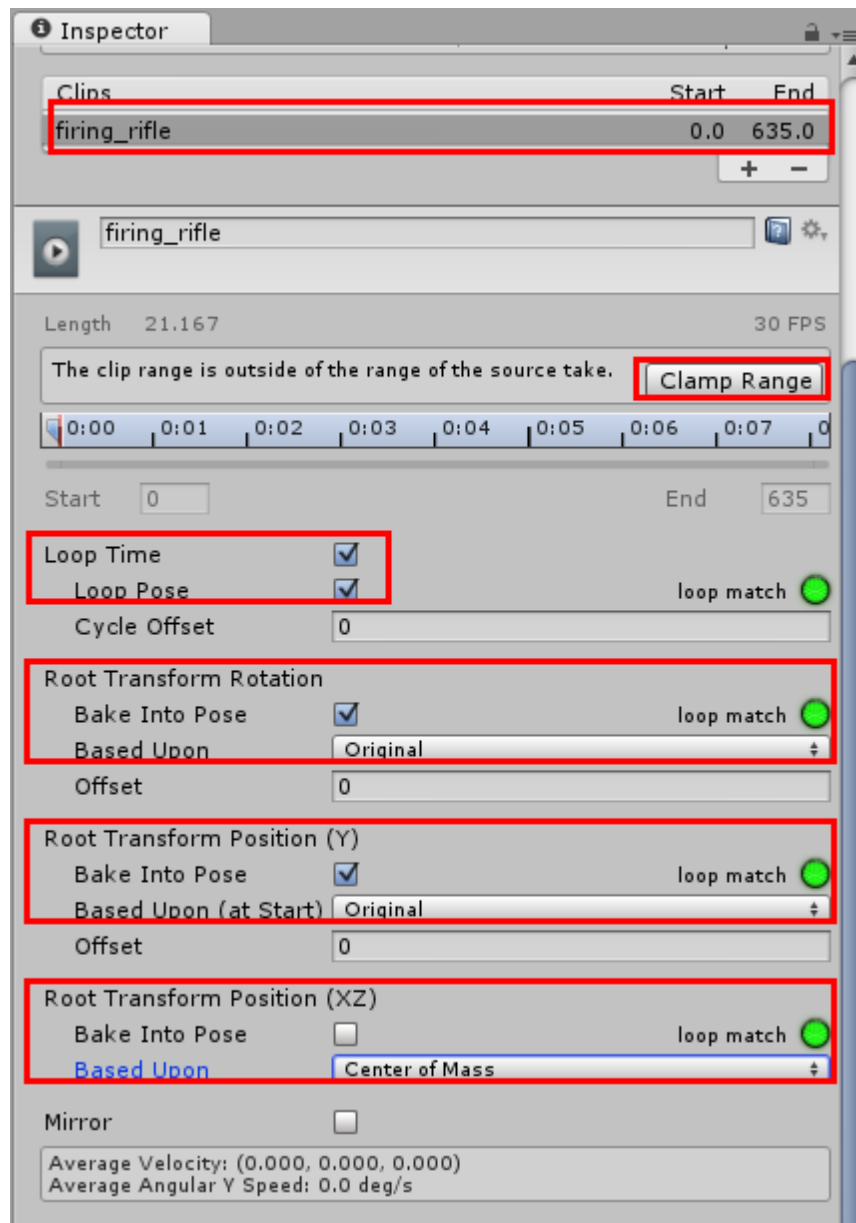 Inspector
Clips Start End
firing_rifle 0.0 635.0
+ −
firing_rifle
Length 21.167 30 FPS
The clip range is outside of the range of the source take. Clamp Range
0:00 0:01 0:02 0:03 0:04 0:05 0:06 0:07 0
Start 0 End 635
Loop Time
Loop Pose loop match
Cycle Offset 0
Root Transform Rotation
Bake Into Pose loop match
Based Upon Original
Offset 0
Root Transform Position (Y)
Bake Into Pose loop match
Based Upon (at Start) Original
Offset 0
Root Transform Position (XZ)
Bake Into Pose loop match
Based Upon Center of Mass
Mirror
Average Velocity: (0.000, 0.000, 0.000)
Average Angular Y Speed: 0.0 deg/s